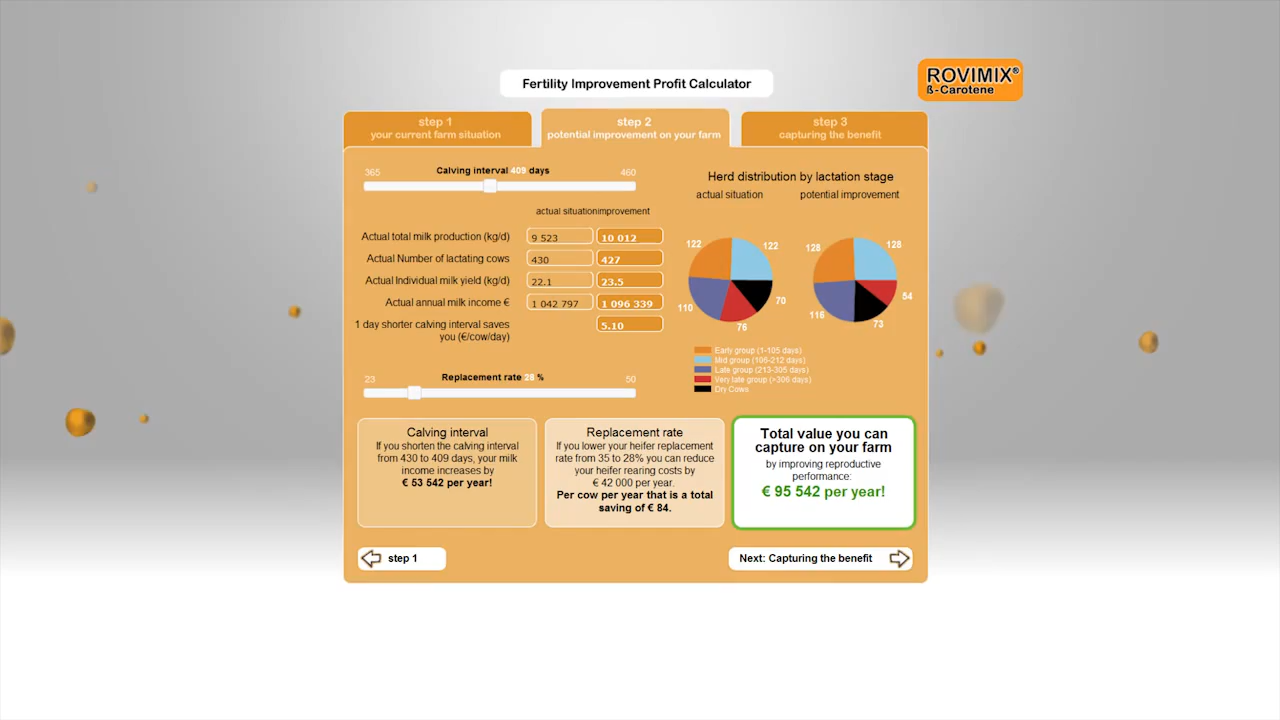 Fertility Improvement Profit Calculator
ROVIMIX®
ß-Carotene
step 1
your current farm situation
step 2
potential improvement on your farm
step 3
capturing the benefit
365
Calving interval 409 days
460
actual situation improvement
Actual total milk production (kg/d) 9 523 10 012
Actual Number of lactating cows 430 427
Actual Individual milk yield (kg/d) 22.1 23.5
Actual annual milk income € 1 042 797 1 096 339
1 day shorter calving interval saves
you (€/cow/day)
5.10
23
Replacement rate 28 %
50
Herd distribution by lactation stage
actual situation
potential improvement
122
122
70
76
110
128
128
54
73
116
Early group (1-105 days)
Mid group (106-212 days)
Late group (213-305 days)
Very late group (>306 days)
Dry Cows
Calving interval
If you shorten the calving interval
from 430 to 409 days, your milk
income increases by
€ 53 542 per year!
Replacement rate
If you lower your heifer replacement
rate from 35 to 28% you can reduce
your heifer rearing costs by
€ 42 000 per year.
Per cow per year that is a total
saving of € 84.
Total value you can
capture on your farm
by improving reproductive
performance:
€ 95 542 per year!
step 1
Next: Capturing the benefit